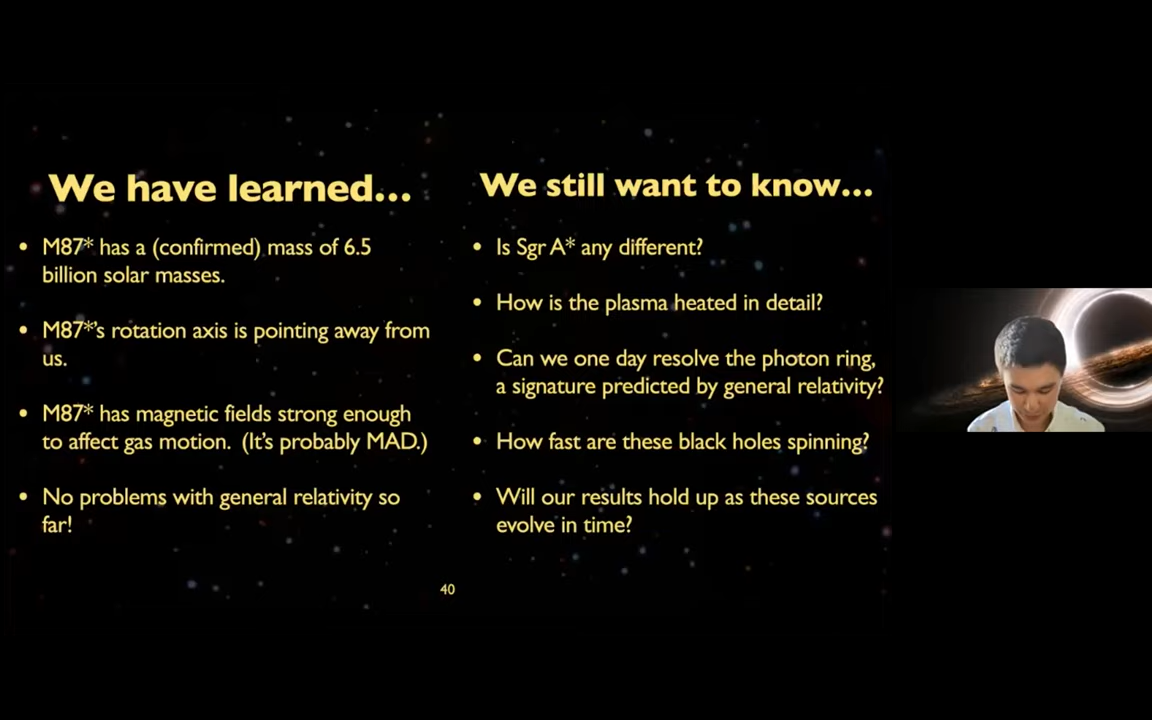 We have learned...
• M87* has a (confirmed) mass of 6.5
billion solar masses.
• M87*'s rotation axis is pointing away from
us.
• M87* has magnetic fields strong enough
to affect gas motion. (It's probably MAD.)
• No problems with general relativity so
far!
We still want to know...
• Is Sgr A* any different?
• How is the plasma heated in detail?
• Can we one day resolve the photon ring,
a signature predicted by general relativity?
• How fast are these black holes spinning?
• Will our results hold up as these sources
evolve in time?
40